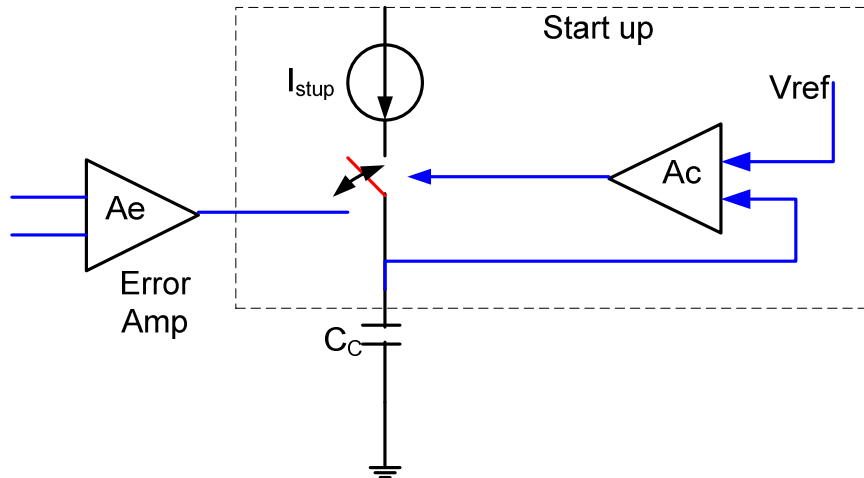 Start up
Istup
Vref
Ae
Ac
Error
Amp
CC